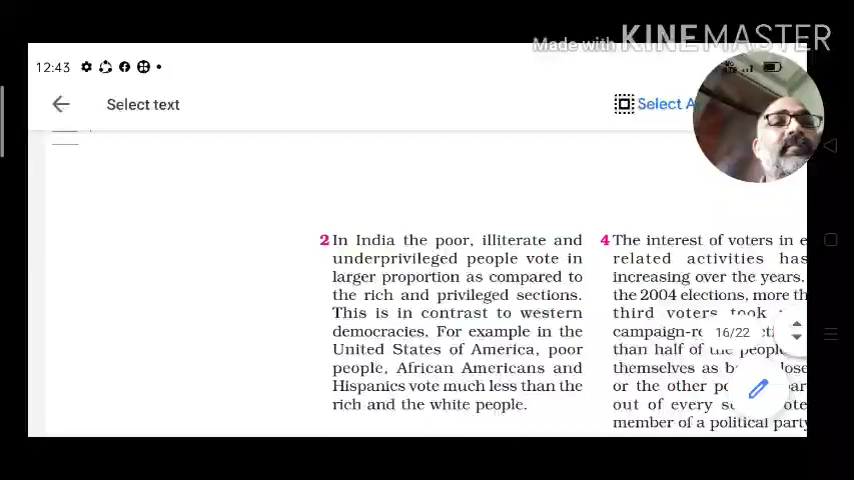 Made with KINEMASTER
12:43
Select text
Select A
2 In India the poor, illiterate and
underprivileged people vote in
larger proportion as compared to
the rich and privileged sections.
This is in contrast to western
democracies. For example in the
United States of America, poor
people, African Americans and
Hispanics vote much less than the
rich and the white people.
4 The interest of voters in e
related activities has
increasing over the years.
the 2004 elections, more th
third voters took
campaign-r
than half of the people
themselves as b
or the other po
out of every
member of a political party
16/22